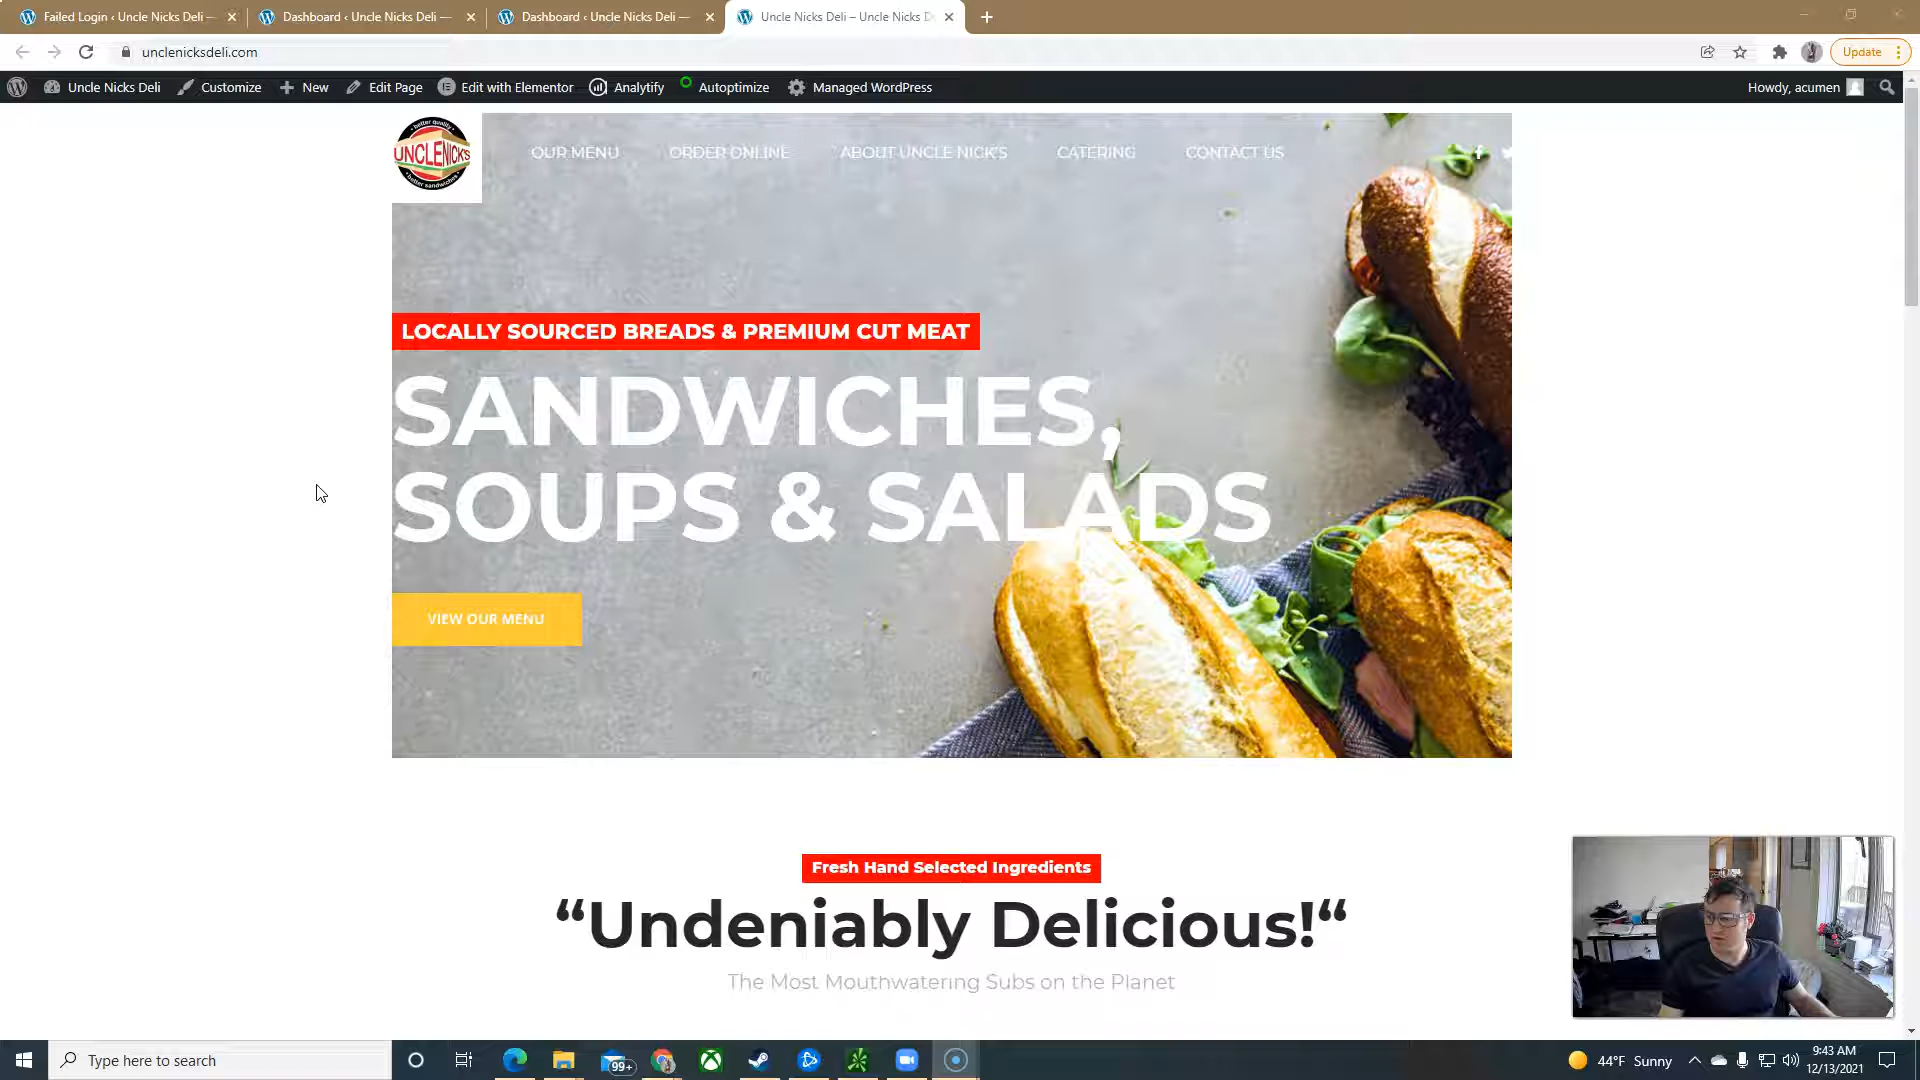 Failed Login ‹ Uncle Nicks Deli —
Dashboard ‹ Uncle Nicks Deli —
Dashboard ‹ Uncle Nicks Deli —
Uncle Nicks Deli – Uncle Nicks D
unclenicksdeli.com
Update
Uncle Nicks Deli
Customize
New
Edit Page
Edit with Elementor
Analytify
Autoptimize
Managed WordPress
Howdy, acumen
better quality
UNCLE NICK'S
better sandwiches
OUR MENU
ORDER ONLINE
ABOUT UNCLE NICK'S
CATERING
CONTACT US
LOCALLY SOURCED BREADS & PREMIUM CUT MEAT
SANDWICHES,
SOUPS & SALADS
VIEW OUR MENU
Fresh Hand Selected Ingredients
“Undeniably Delicious!“
The Most Mouthwatering Subs on the Planet
Type here to search
99+
44°F Sunny
9:43 AM
12/13/2021